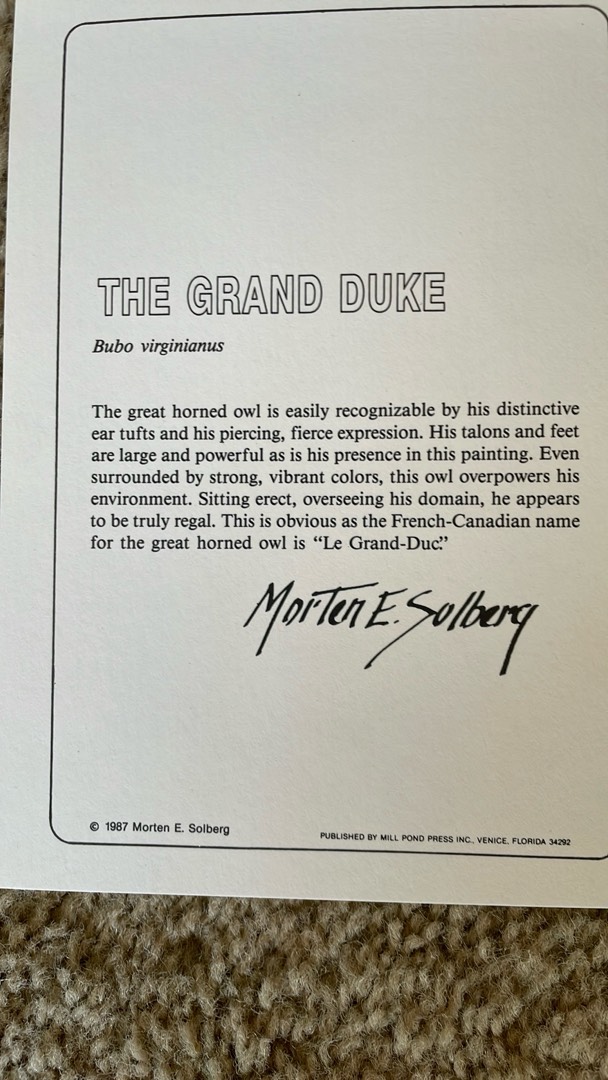 THE GRAND DUKE
Bubo virginianus
The great horned owl is easily recognizable by his distinctive
ear tufts and his piercing, fierce expression. His talons and feet
are large and powerful as is his presence in this painting. Even
surrounded by strong, vibrant colors, this owl overpowers his
environment. Sitting erect, overseeing his domain, he appears
to be truly regal. This is obvious as the French-Canadian name
for the great horned owl is “Le Grand-Duc.”
Morten E. Solberg
© 1987 Morten E. Solberg
PUBLISHED BY MILL POND PRESS INC., VENICE, FLORIDA 34292